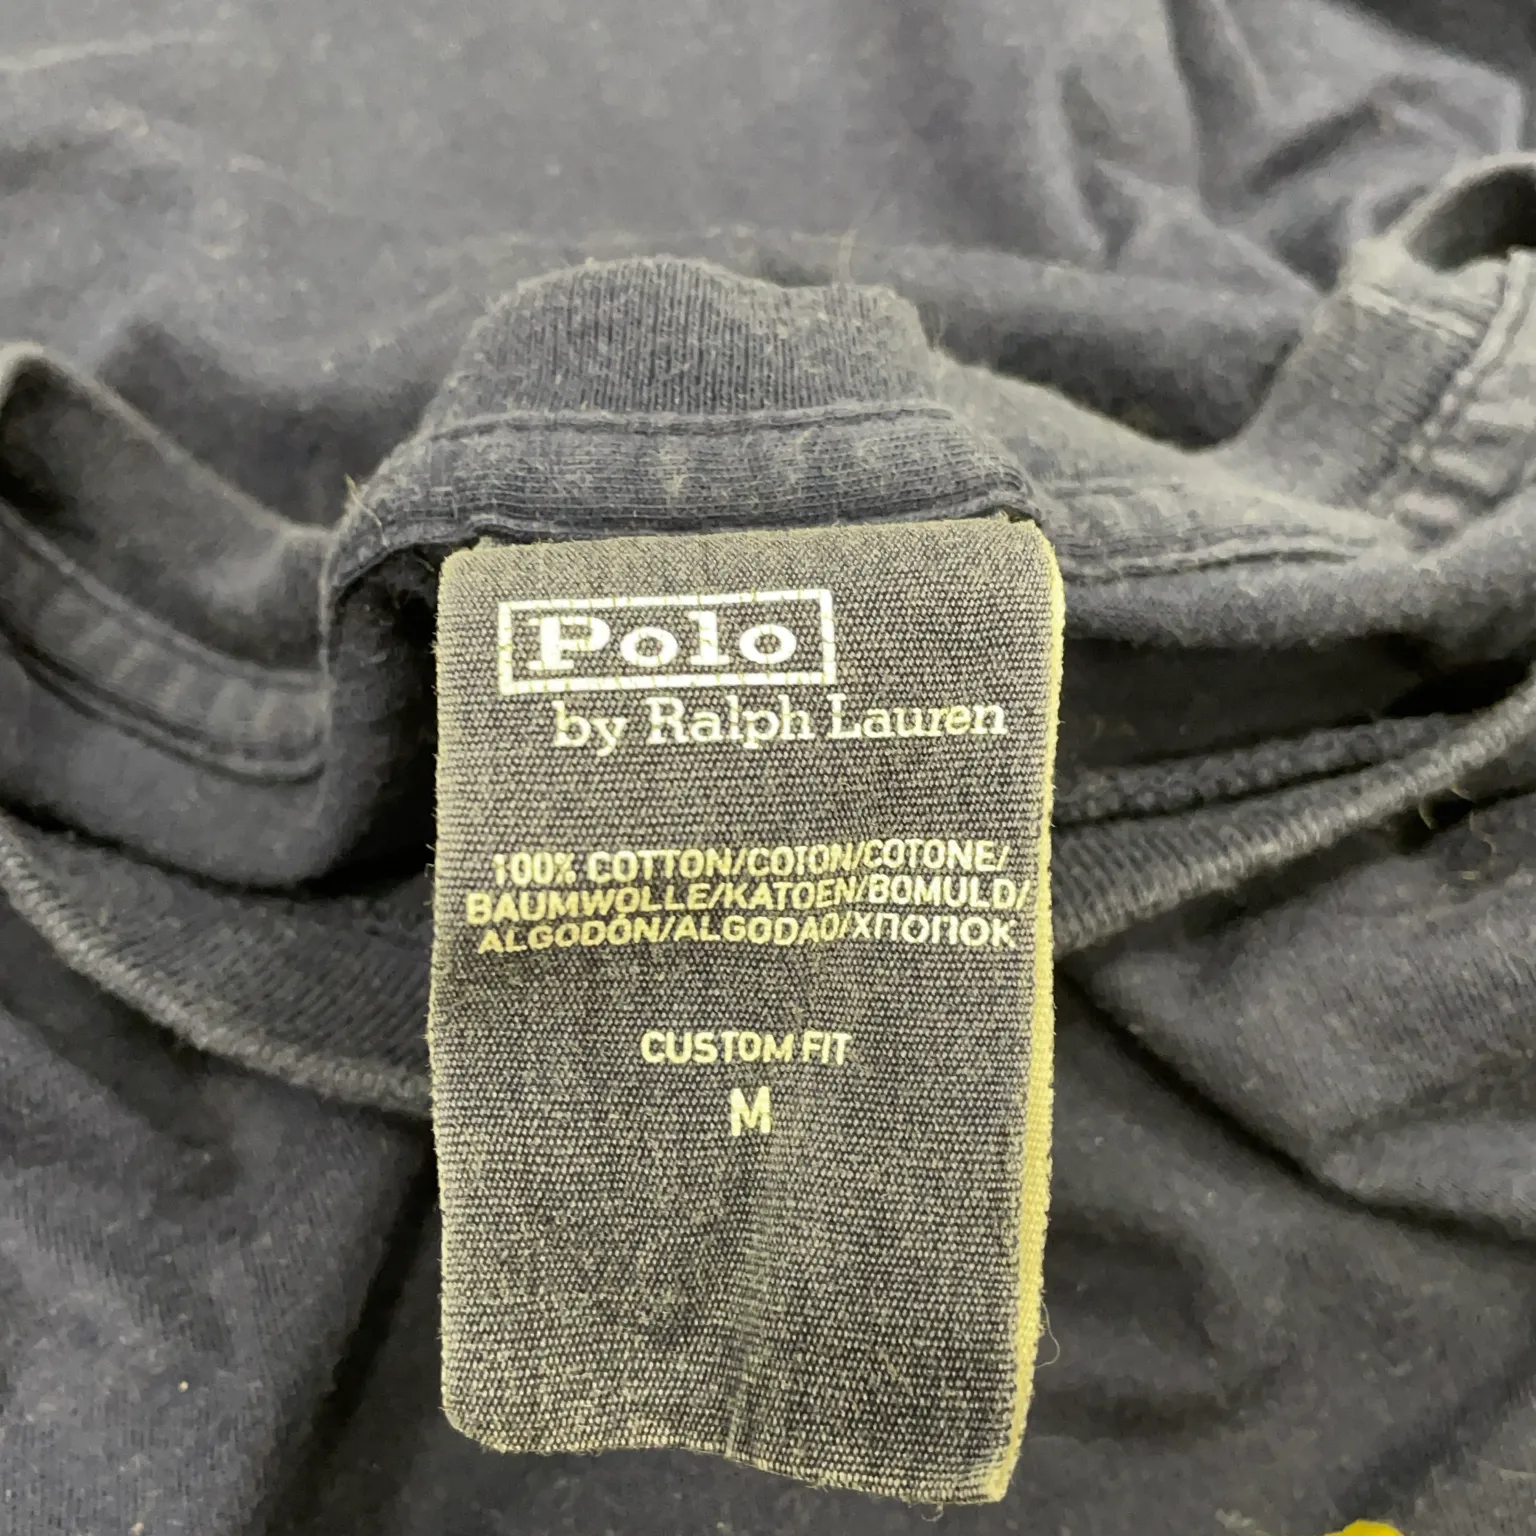 Polo
by Ralph Lauren
100% COTTON/COTON/COTONE/
BAUMWOLLE/KATOEN/BOMULD/
ALGODÓN/ALGODÃO/ХЛОПОК
CUSTOM FIT
M